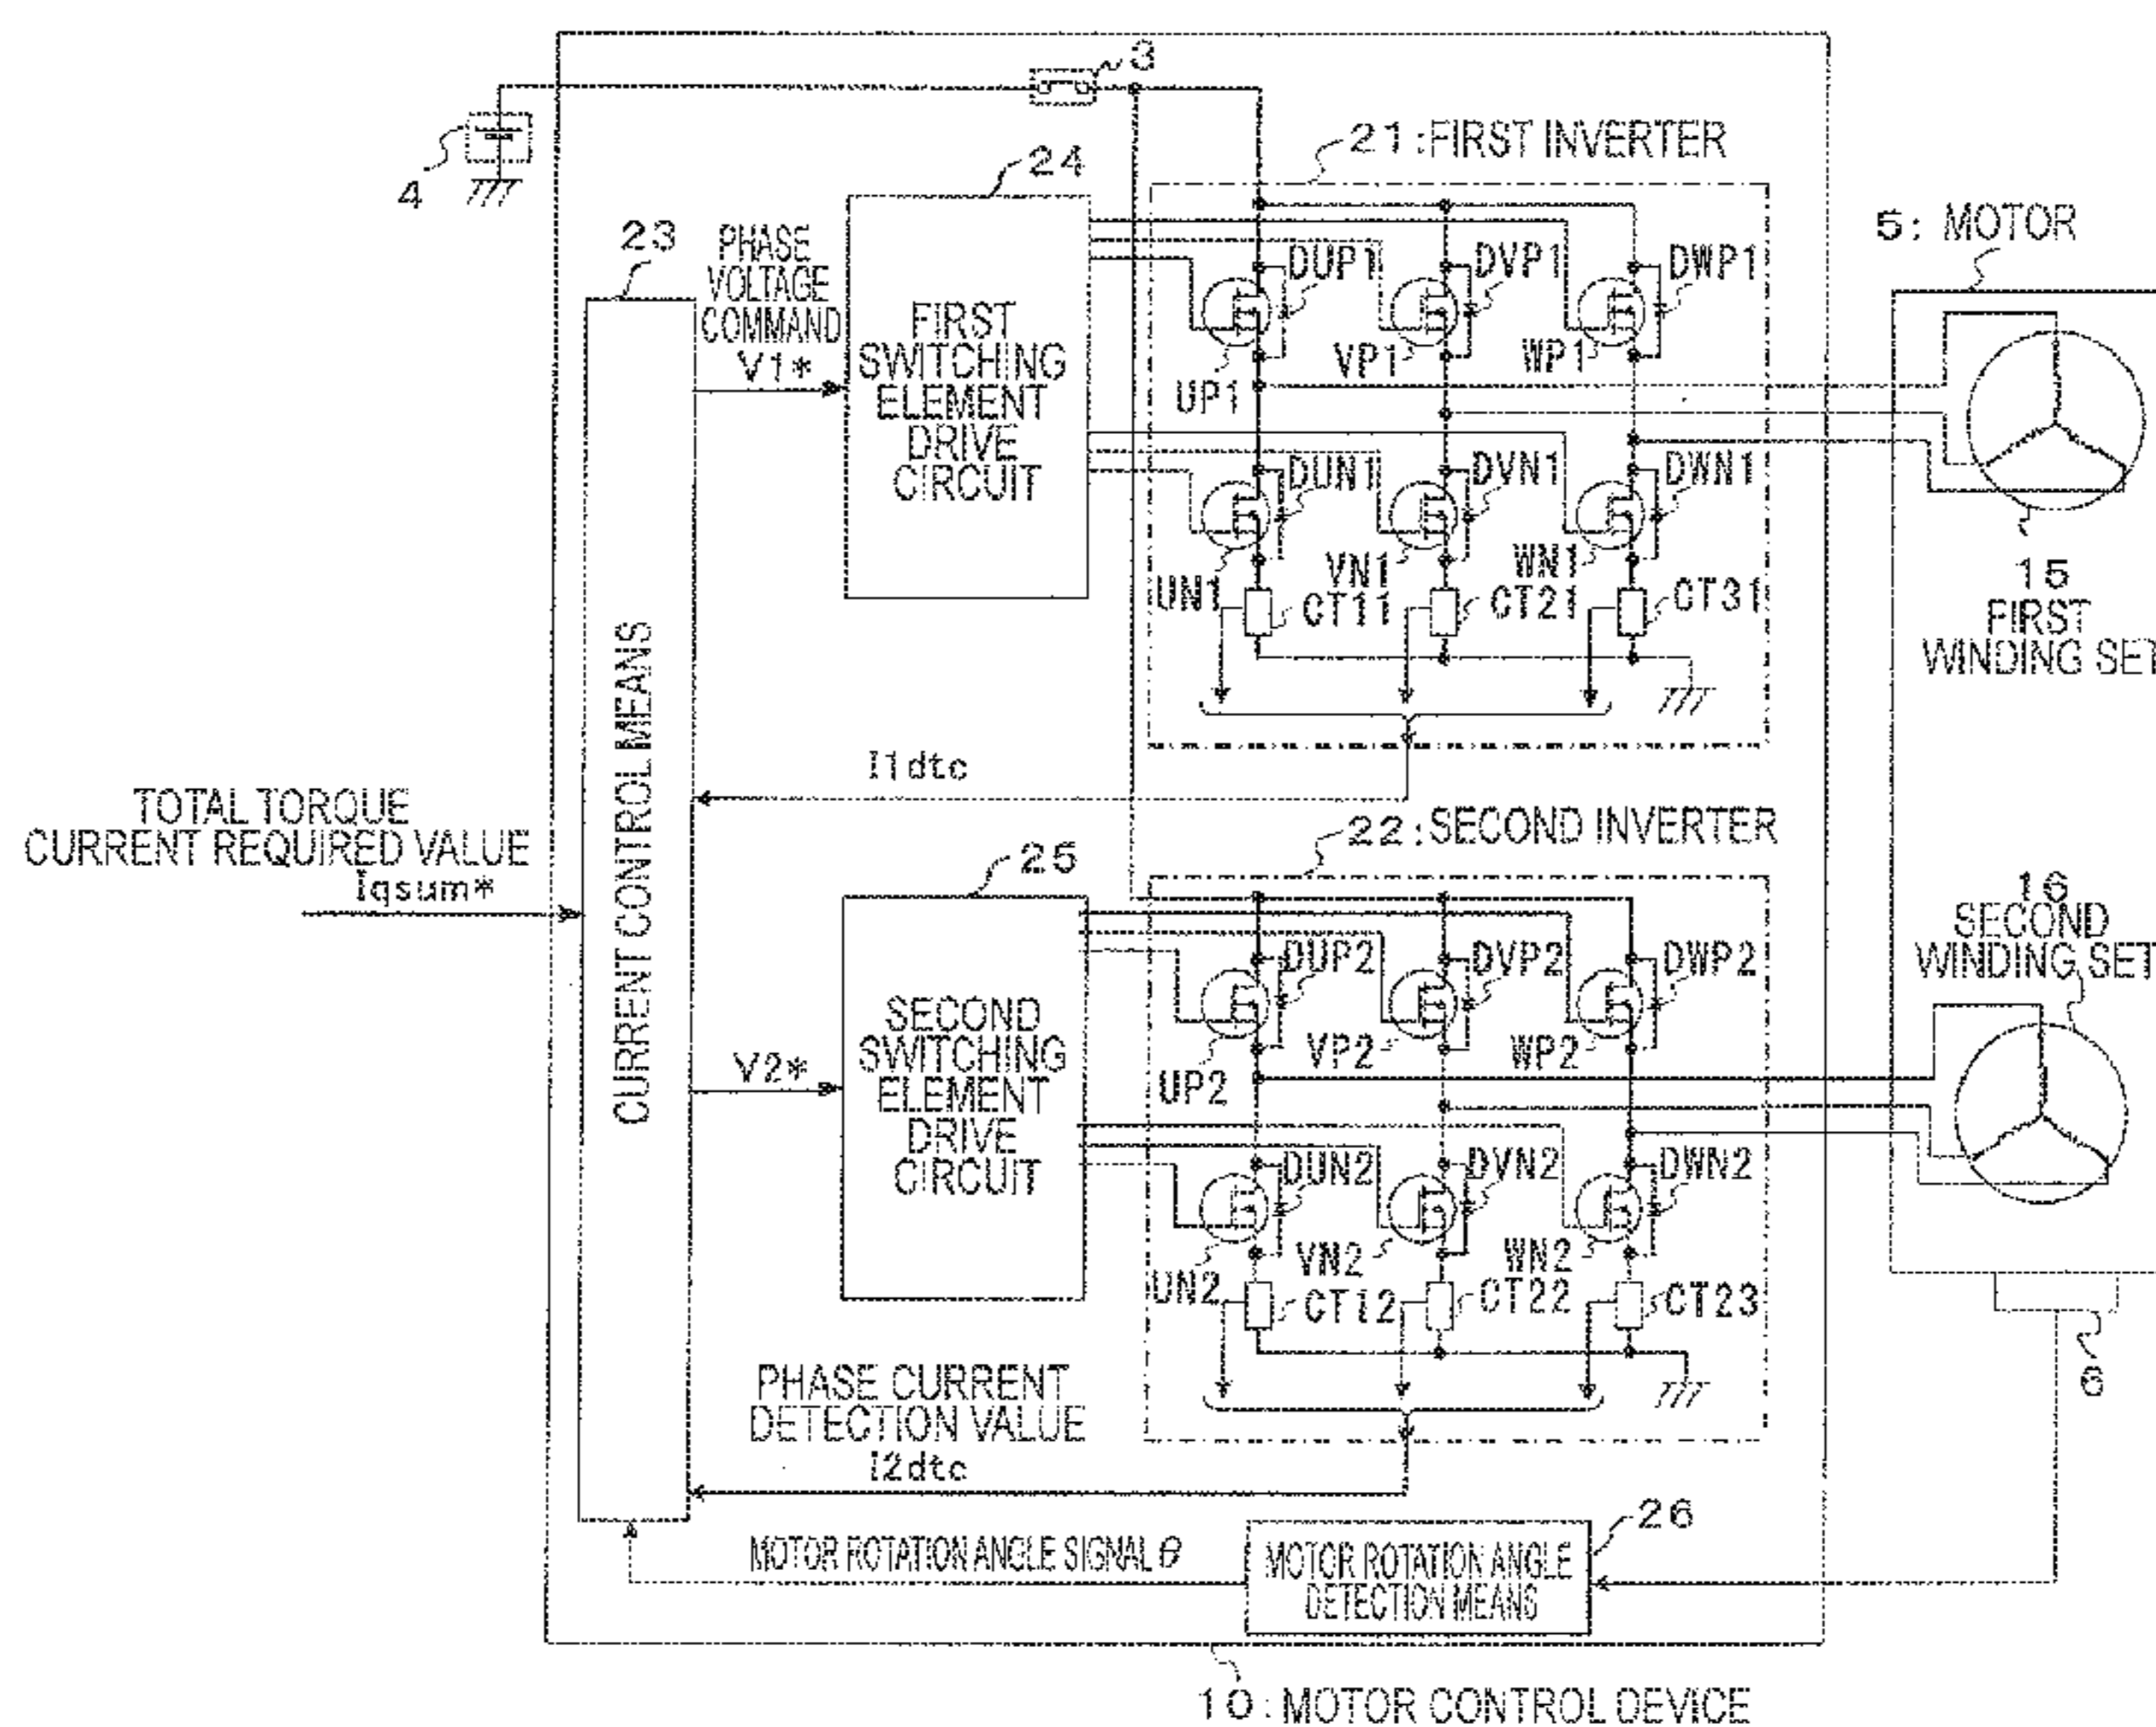 3
4
21:FIRST INVERTER
24
23
PHASE
VOLTAGE
COMMAND
V1*
FIRST
SWITCHING
ELEMENT
DRIVE
CIRCUIT
DUP1
DVP1
DWP1
UP1
VP1
WP1
DUN1
DVN1
DWN1
UN1
VN1
WN1
CT11
CT21
CT31
5: MOTOR
15
FIRST
WINDING SET
I1dtc
CURRENT CONTROL MEANS
TOTAL TORQUE
CURRENT REQUIRED VALUE
Iqsum*
22:SECOND INVERTER
25
V2*
SECOND
SWITCHING
ELEMENT
DRIVE
CIRCUIT
DUP2
DVP2
DWP2
UP2
VP2
WP2
DUN2
DVN2
DWN2
UN2
VN2
WN2
CT12
CT22
CT23
16
SECOND
WINDING SET
6
PHASE CURRENT
DETECTION VALUE
I2dtc
26
MOTOR ROTATION ANGLE SIGNAL θ
MOTOR ROTATION ANGLE
DETECTION MEANS
10:MOTOR CONTROL DEVICE